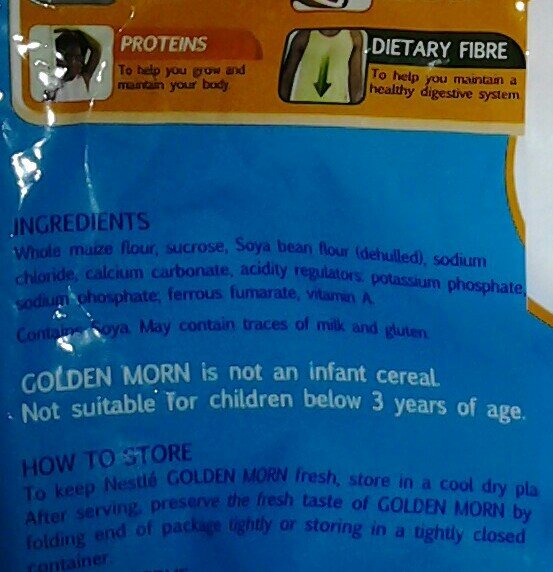 PROTEINS
To help you grow and
maintain your body
DIETARY FIBRE
To help you maintain a
healthy digestive system
INGREDIENTS
Whole maize flour, sucrose, Soya bean flour (dehulled), sodium
chloride, calcium carbonate, acidity regulators, potassium phosphate,
sodium phosphate, ferrous fumarate, vitamin A.
Contains Soya. May contain traces of milk and gluten.
GOLDEN MORN is not an infant cereal.
Not suitable for children below 3 years of age.
HOW TO STORE
To keep Nestlé GOLDEN MORN fresh, store in a cool dry pla
After serving, preserve the fresh taste of GOLDEN MORN by
folding end of package tightly or storing in a tightly closed
container.